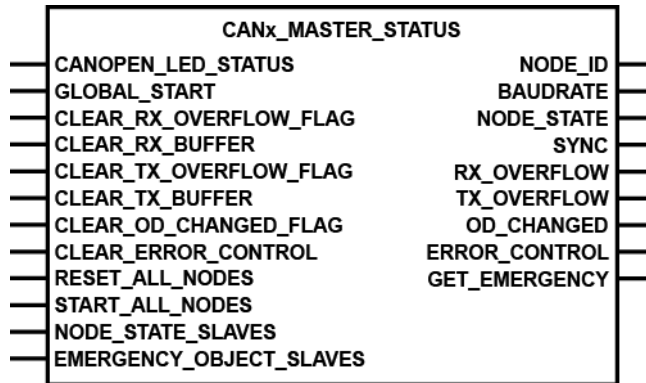 CANx_MASTER_STATUS
CANOPEN_LED_STATUS NODE_ID
GLOBAL_START BAUDRATE
CLEAR_RX_OVERFLOW_FLAG NODE_STATE
CLEAR_RX_BUFFER SYNC
CLEAR_TX_OVERFLOW_FLAG RX_OVERFLOW
CLEAR_TX_BUFFER TX_OVERFLOW
CLEAR_OD_CHANGED_FLAG OD_CHANGED
CLEAR_ERROR_CONTROL ERROR_CONTROL
RESET_ALL_NODES GET_EMERGENCY
START_ALL_NODES
NODE_STATE_SLAVES
EMERGENCY_OBJECT_SLAVES